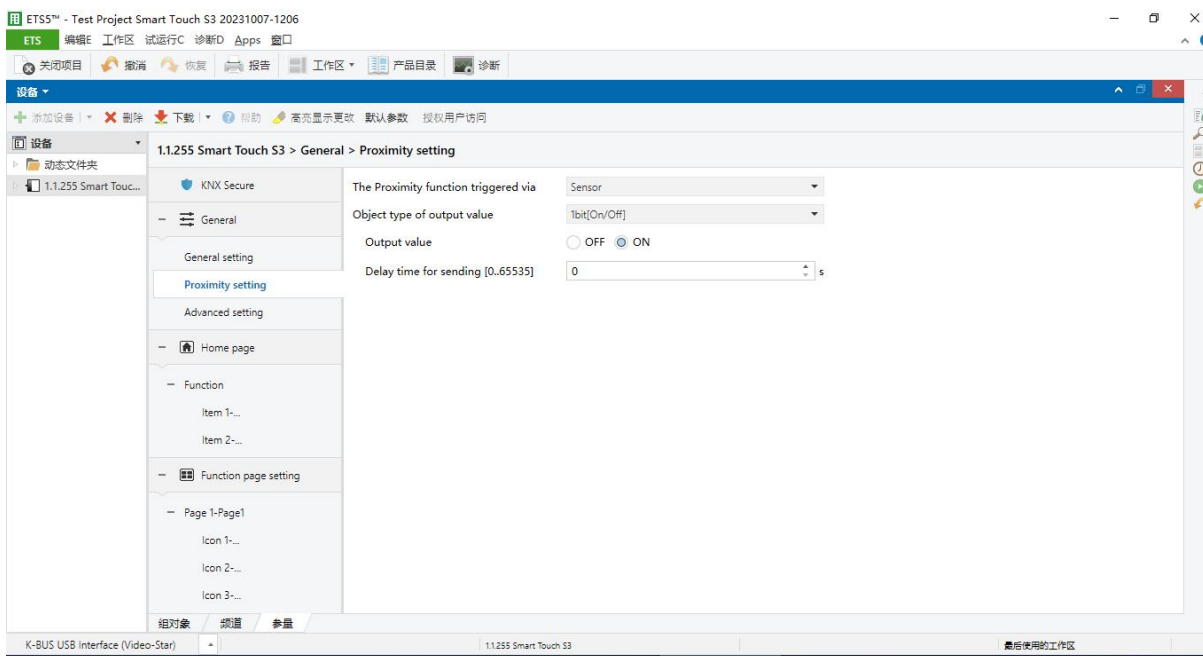 ETS5™ - Test Project Smart Touch S3 20231007-1206
ETS 编辑E 工作区 试运行C 诊断D Apps 窗口
关闭项目 撤消 恢复 报告 工作区 产品目录 诊断
设备
添加设备 删除 下载 帮助 高亮显示更改 默认参数 授权用户访问
设备
动态文件夹
1.1.255 Smart Touc...
1.1.255 Smart Touch S3 > General > Proximity setting
KNX Secure
General
General setting
Proximity setting
Advanced setting
Home page
Function
Item 1-...
Item 2-...
Function page setting
Page 1-Page1
Icon 1-...
Icon 2-...
Icon 3-...
The Proximity function triggered via Sensor
Object type of output value 1bit[On/Off]
Output value OFF ON
Delay time for sending [0..65535] 0 s
组对象 频道 参量
K-BUS USB Interface (Video-Star) 1.1.255 Smart Touch S3 最后使用的工作区